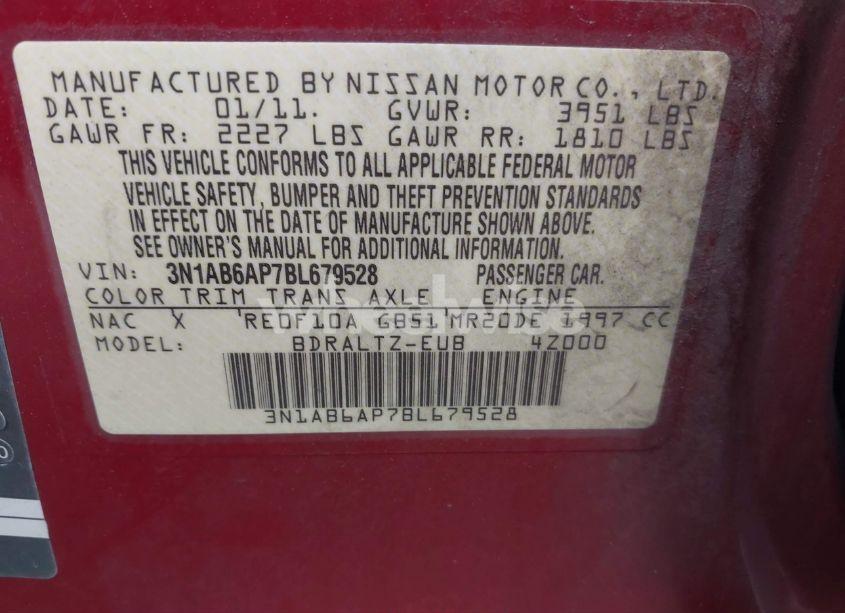 MANUFACTURED BY NISSAN MOTOR CO., LTD.
DATE: 01/11. GVWR: 3951 LBS
GAWR FR: 2227 LBS GAWR RR: 1810 LBS
THIS VEHICLE CONFORMS TO ALL APPLICABLE FEDERAL MOTOR
VEHICLE SAFETY, BUMPER AND THEFT PREVENTION STANDARDS
IN EFFECT ON THE DATE OF MANUFACTURE SHOWN ABOVE.
SEE OWNER'S MANUAL FOR ADDITIONAL INFORMATION.
VIN: 3N1AB6AP7BL679528 PASSENGER CAR.
COLOR TRIM TRANS AXLE ENGINE
NAC X RE0F10A GB51 MR20DE 1997 CC
MODEL: BDRALTZ-EUB 4Z000
3N1AB6AP7BL679528